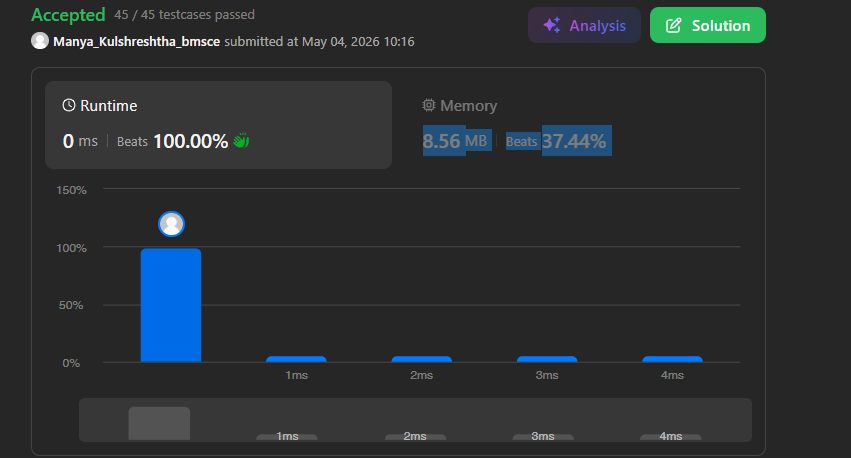 Accepted 45 / 45 testcases passed
Manya_Kulshreshtha_bmsce submitted at May 04, 2026 10:16
Analysis
Solution
Runtime
0 ms Beats 100.00%
Memory
8.56 MB Beats 37.44%
150%
100%
50%
0%
1ms 2ms 3ms 4ms
1ms 2ms 3ms 4ms